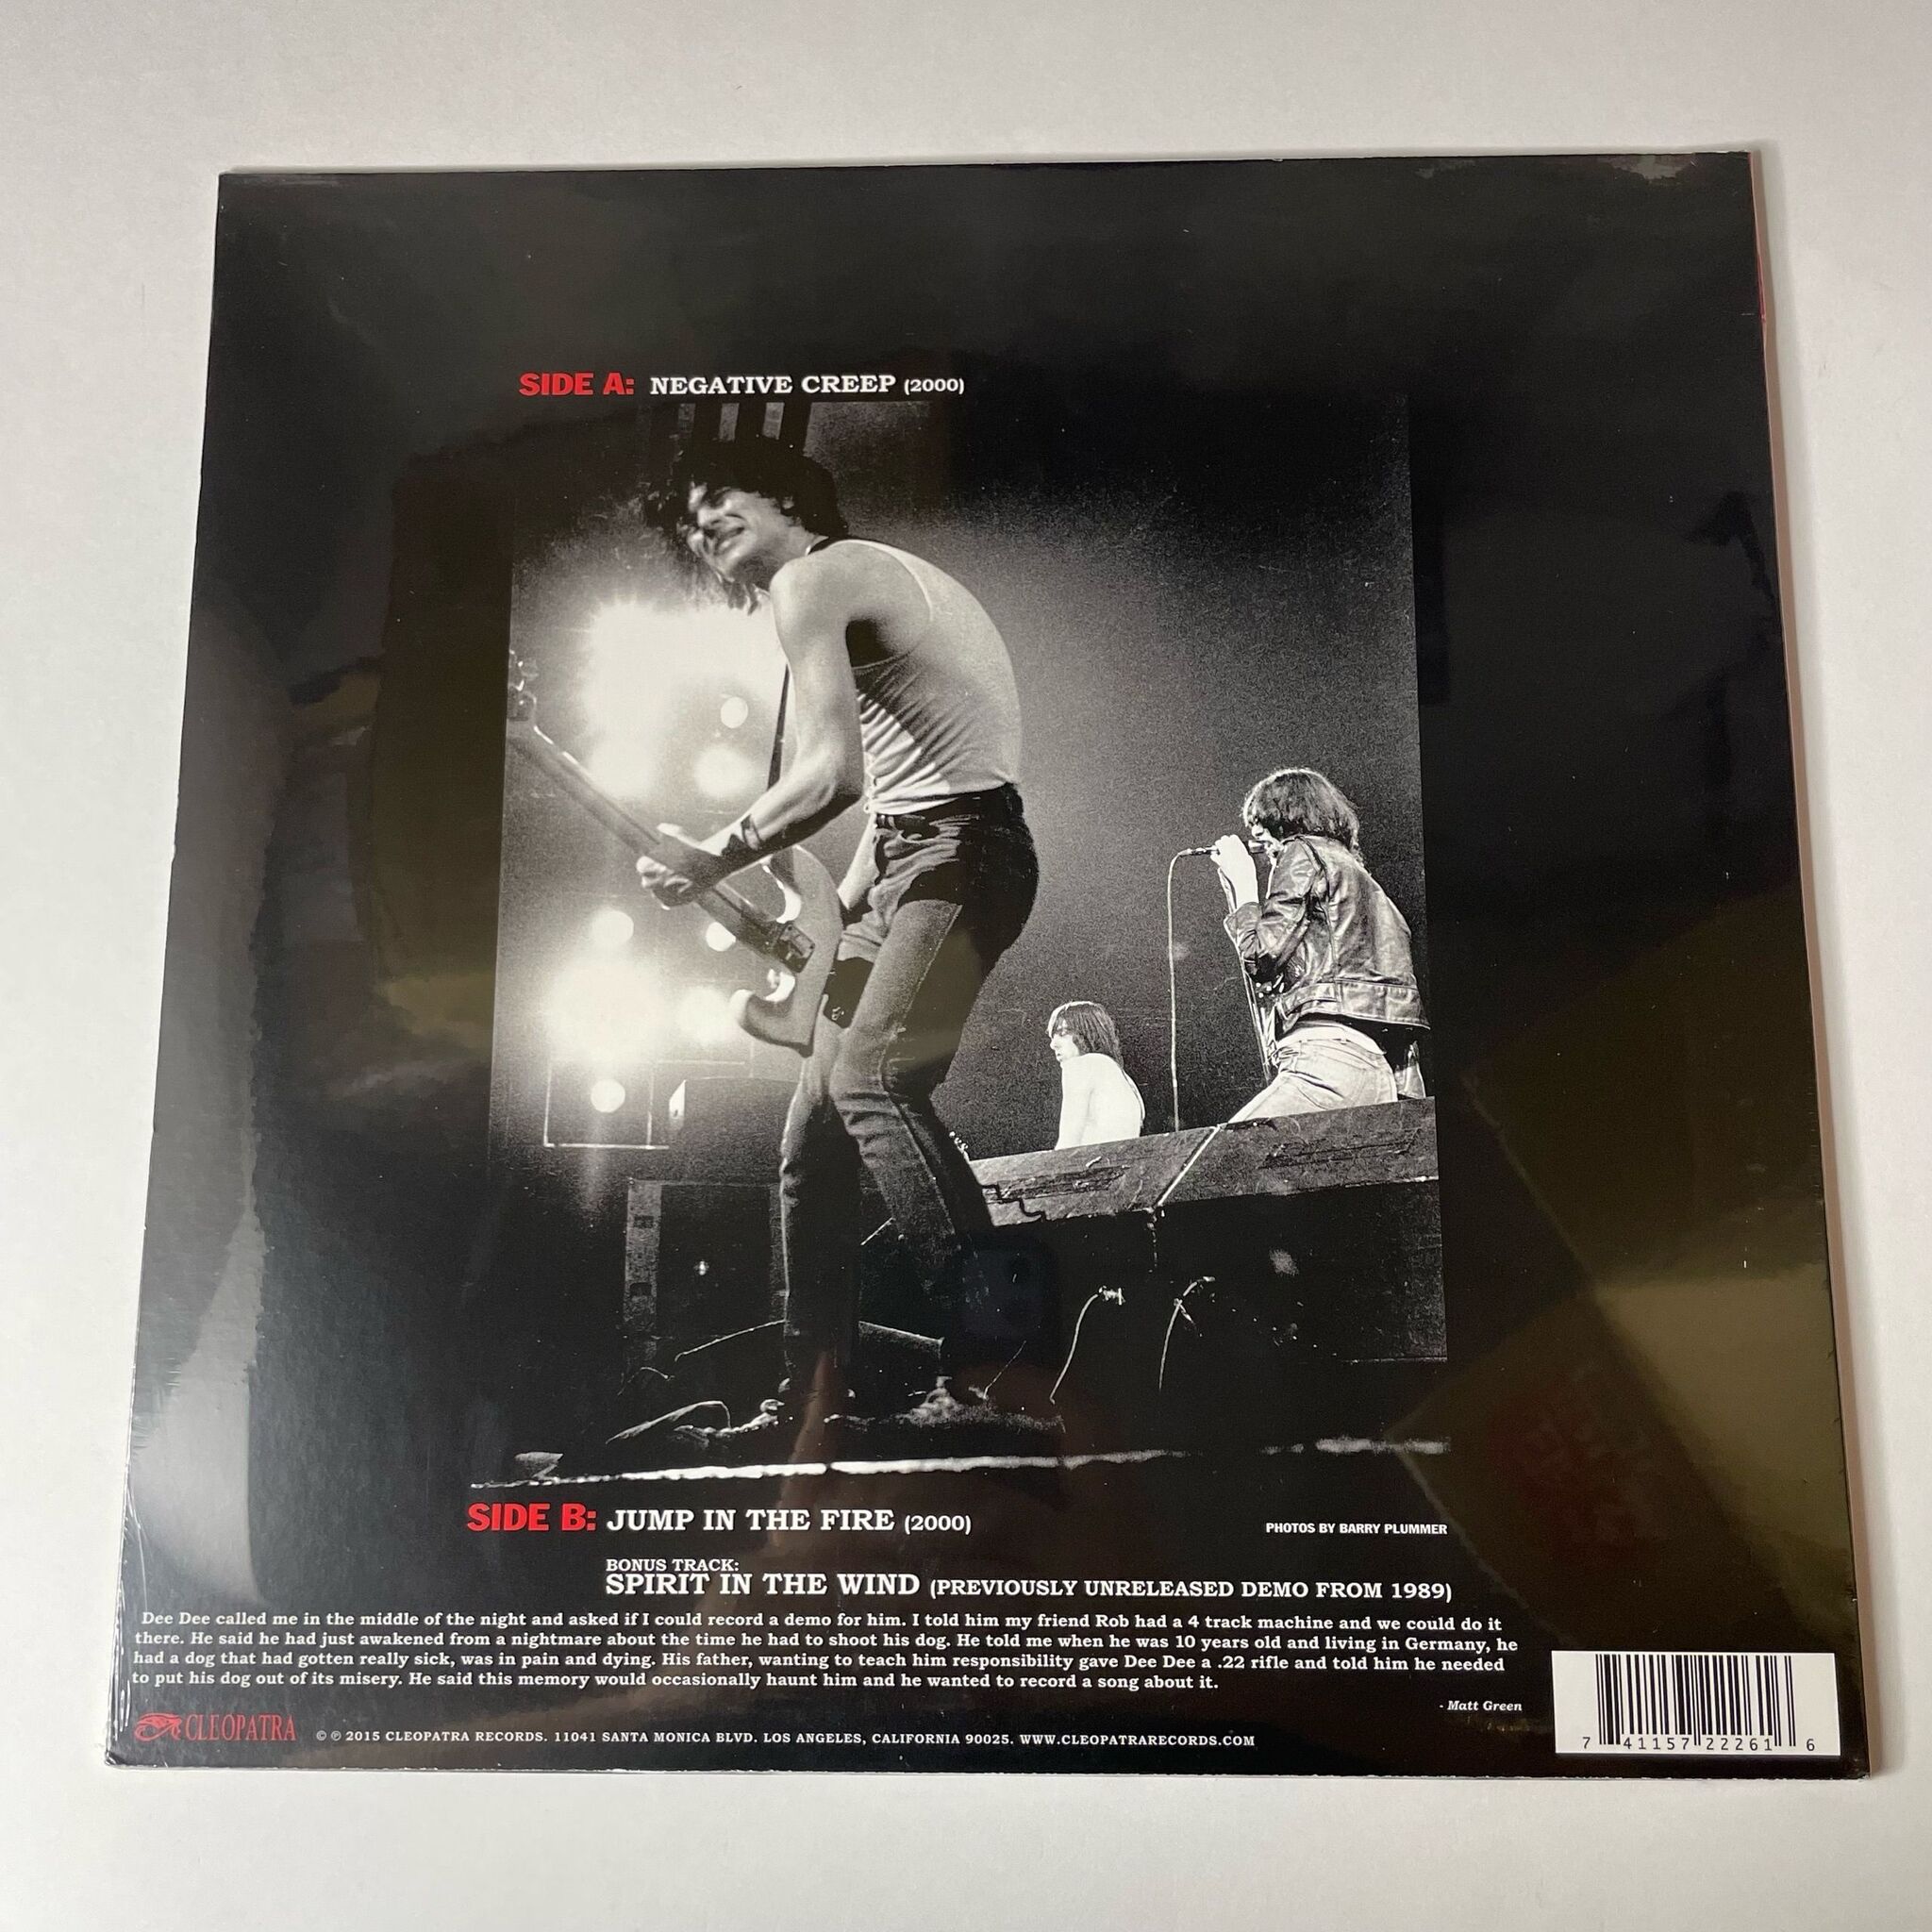 SIDE A: NEGATIVE CREEP (2000)
SIDE B: JUMP IN THE FIRE (2000)
PHOTOS BY BARRY PLUMMER
BONUS TRACK:
SPIRIT IN THE WIND (PREVIOUSLY UNRELEASED DEMO FROM 1989)
Dee Dee called me in the middle of the night and asked if I could record a demo for him. I told him my friend Rob had a 4 track machine and we could do it
there. He said he had just awakened from a nightmare about the time he had to shoot his dog. He told me when he was 10 years old and living in Germany, he
had a dog that had gotten really sick, was in pain and dying. His father, wanting to teach him responsibility gave Dee Dee a .22 rifle and told him he needed
to put his dog out of its misery. He said this memory would occasionally haunt him and he wanted to record a song about it.
- Matt Green
CLEOPATRA © ℗ 2015 CLEOPATRA RECORDS. 11041 SANTA MONICA BLVD. LOS ANGELES, CALIFORNIA 90025. WWW.CLEOPATRARECORDS.COM
7 41157 22261 6